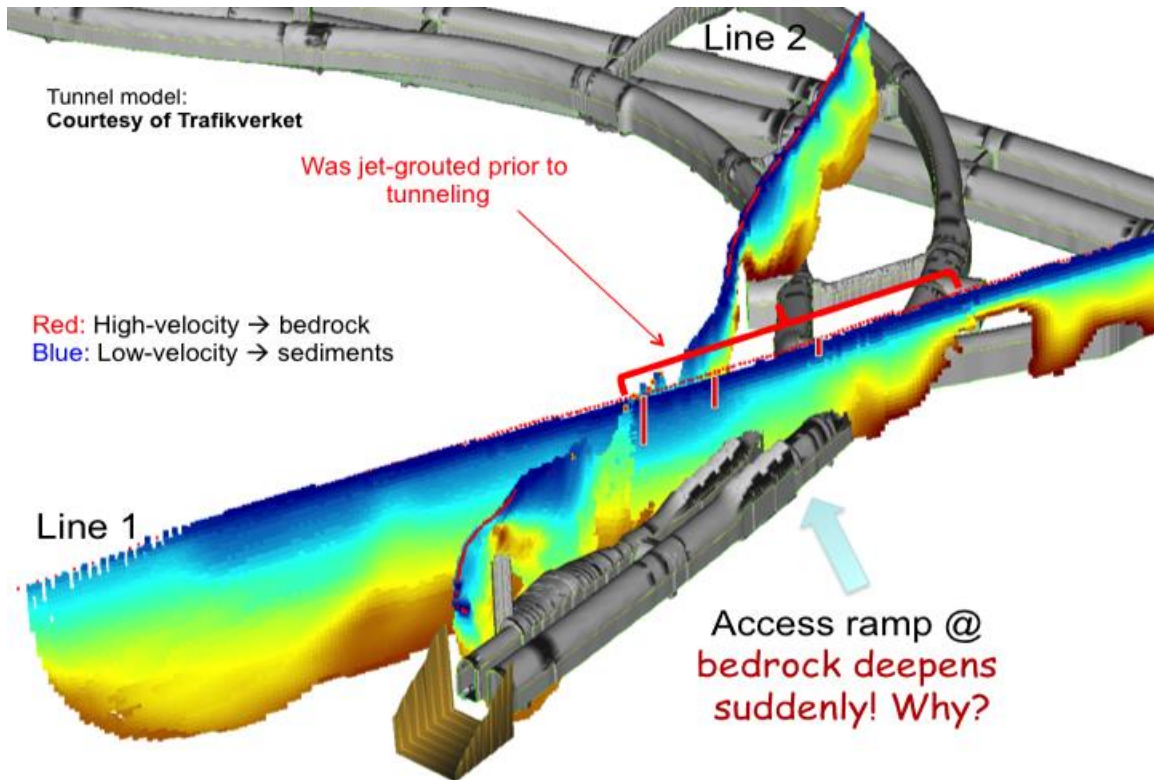 Line 2
Tunnel model:
Courtesy of Trafikverket
Was jet-grouted prior to
tunneling
Red: High-velocity → bedrock
Blue: Low-velocity → sediments
Line 1
Access ramp @
bedrock deepens
suddenly! Why?